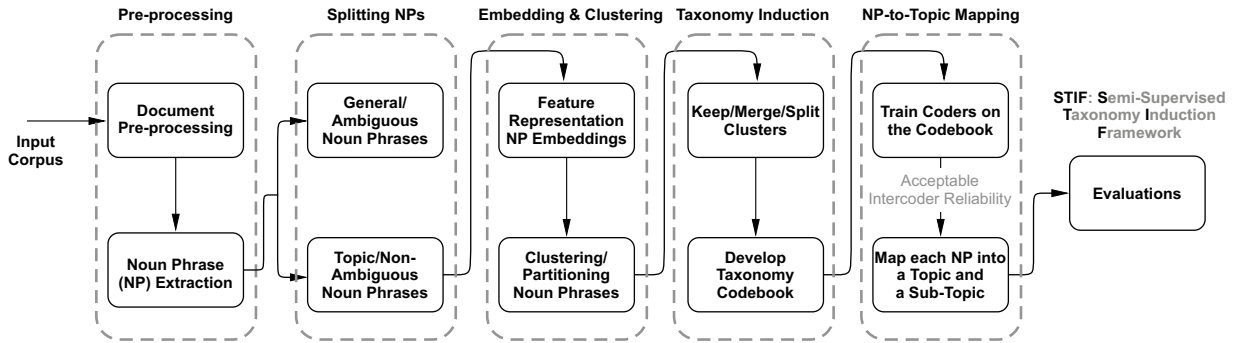 Pre-processing
Splitting NPs
Embedding & Clustering
Taxonomy Induction
NP-to-Topic Mapping
Input
Corpus
Document
Pre-processing
Noun Phrase
(NP) Extraction
General/
Ambiguous
Noun Phrases
Topic/Non-
Ambiguous
Noun Phrases
Feature
Representation
NP Embeddings
Clustering/
Partitioning
Noun Phrases
Keep/Merge/Split
Clusters
Develop
Taxonomy
Codebook
Train Coders
on the Codebook
Acceptable
Intercoder Reliability
Map each NP into
a Topic and
a Sub-Topic
STIF: Semi-Supervised
Taxonomy Induction
Framework
Evaluations